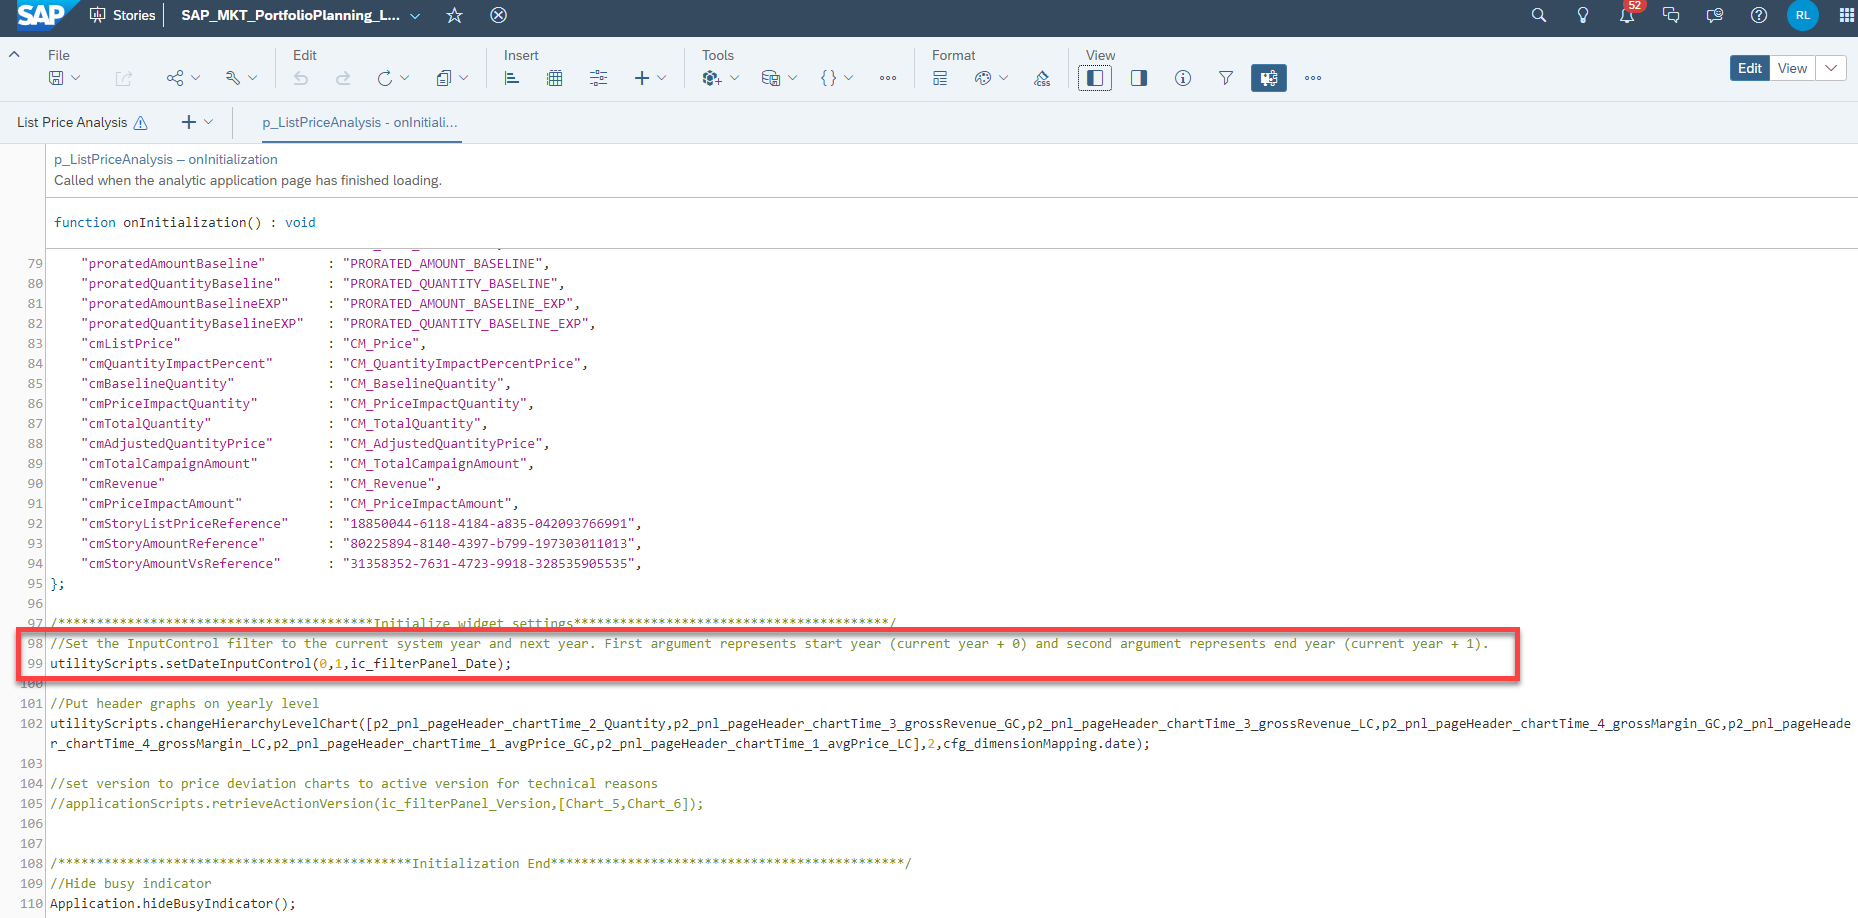 SAP Stories SAP_MKT_PortfolioPlanning_L... 52 RL
File Edit Insert Tools Format View
CSS Edit View
List Price Analysis p_ListPriceAnalysis - onInitiali...
p_ListPriceAnalysis – onInitialization
Called when the analytic application page has finished loading.
function onInitialization() : void
79 "proratedAmountBaseline" : "PRORATED_AMOUNT_BASELINE",
80 "proratedQuantityBaseline" : "PRORATED_QUANTITY_BASELINE",
81 "proratedAmountBaselineEXP" : "PRORATED_AMOUNT_BASELINE_EXP",
82 "proratedQuantityBaselineEXP" : "PRORATED_QUANTITY_BASELINE_EXP",
83 "cmListPrice" : "CM_Price",
84 "cmQuantityImpactPercent" : "CM_QuantityImpactPercentPrice",
85 "cmBaselineQuantity" : "CM_BaselineQuantity",
86 "cmPriceImpactQuantity" : "CM_PriceImpactQuantity",
87 "cmTotalQuantity" : "CM_TotalQuantity",
88 "cmAdjustedQuantityPrice" : "CM_AdjustedQuantityPrice",
89 "cmTotalCampaignAmount" : "CM_TotalCampaignAmount",
90 "cmRevenue" : "CM_Revenue",
91 "cmPriceImpactAmount" : "CM_PriceImpactAmount",
92 "cmStoryListPriceReference" : "18850044-6118-4184-a835-042093766991",
93 "cmStoryAmountReference" : "80225894-8140-4397-b799-197303011013",
94 "cmStoryAmountVsReference" : "31358352-7631-4723-9918-328535905535",
95 };
96
97 /*****************************************Initialize widget settings*****************************************/
98 //Set the InputControl filter to the current system year and next year. First argument represents start year (current year + 0) and second argument represents end year (current year + 1).
99 utilityScripts.setDateInputControl(0,1,ic_filterPanel_Date);
100
101 //Put header graphs on yearly level
102 utilityScripts.changeHierarchyLevelChart([p2_pnl_pageHeader_chartTime_2_Quantity,p2_pnl_pageHeader_chartTime_3_grossRevenue_GC,p2_pnl_pageHeader_chartTime_3_grossRevenue_LC,p2_pnl_pageHeader_chartTime_4_grossMargin_GC,p2_pnl_pageHeade
r_chartTime_4_grossMargin_LC,p2_pnl_pageHeader_chartTime_1_avgPrice_GC,p2_pnl_pageHeader_chartTime_1_avgPrice_LC],2,cfg_dimensionMapping.date);
103
104 //set version to price deviation charts to active version for technical reasons
105 //applicationScripts.retrieveActionVersion(ic_filterPanel_Version,[Chart_5,Chart_6]);
106
107
108 /**********************************************Initialization End**********************************************/
109 //Hide busy indicator
110 Application.hideBusyIndicator();